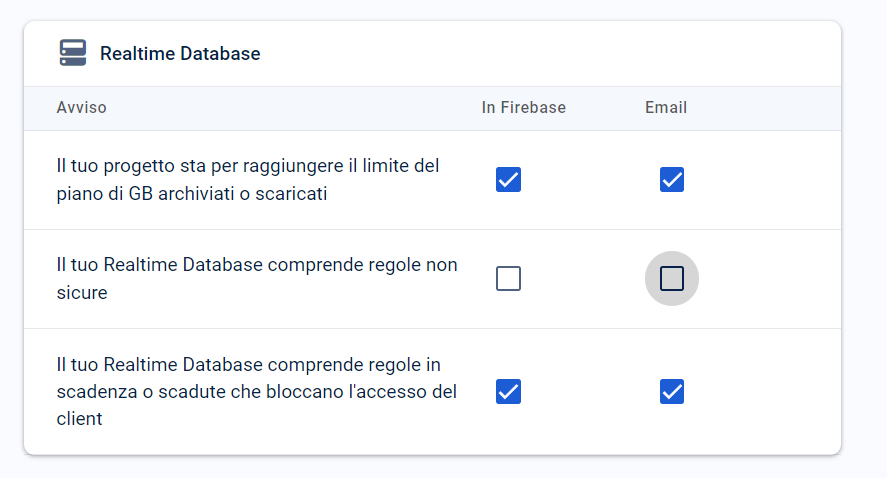 Realtime Database
Avviso In Firebase Email
Il tuo progetto sta per raggiungere il limite del
piano di GB archiviati o scaricati
Il tuo Realtime Database comprende regole non
sicure
Il tuo Realtime Database comprende regole in
scadenza o scadute che bloccano l'accesso del
client